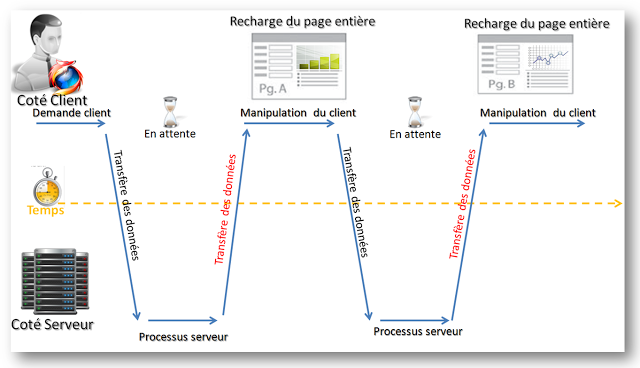 Recharge du page entière
Recharge du page entière
Pg. A
Pg. B
Coté Client
Demande client
En attente
Manipulation du client
En attente
Manipulation du client
Transfère des données
Transfère des données
Transfère des données
Transfère des données
Temps
Coté Serveur
Processus serveur
Processus serveur